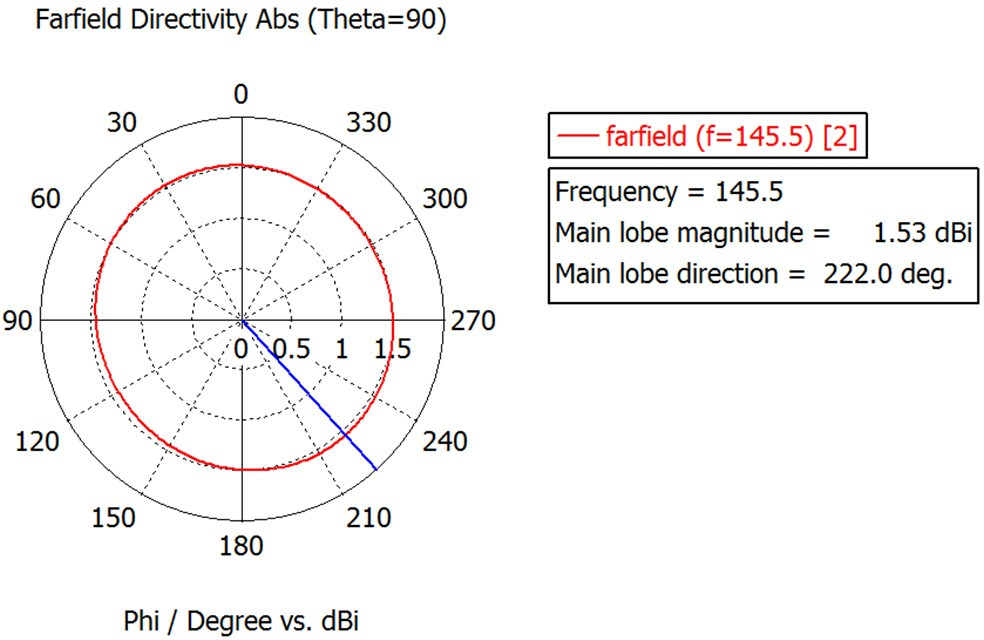 Farfield Directivity Abs (Theta=90)
0
30
330
60
300
90
270
0 0.5 1 1.5
120
240
150
210
180
Phi / Degree vs. dBi
farfield (f=145.5) [2]
Frequency = 145.5
Main lobe magnitude = 1.53 dBi
Main lobe direction = 222.0 deg.